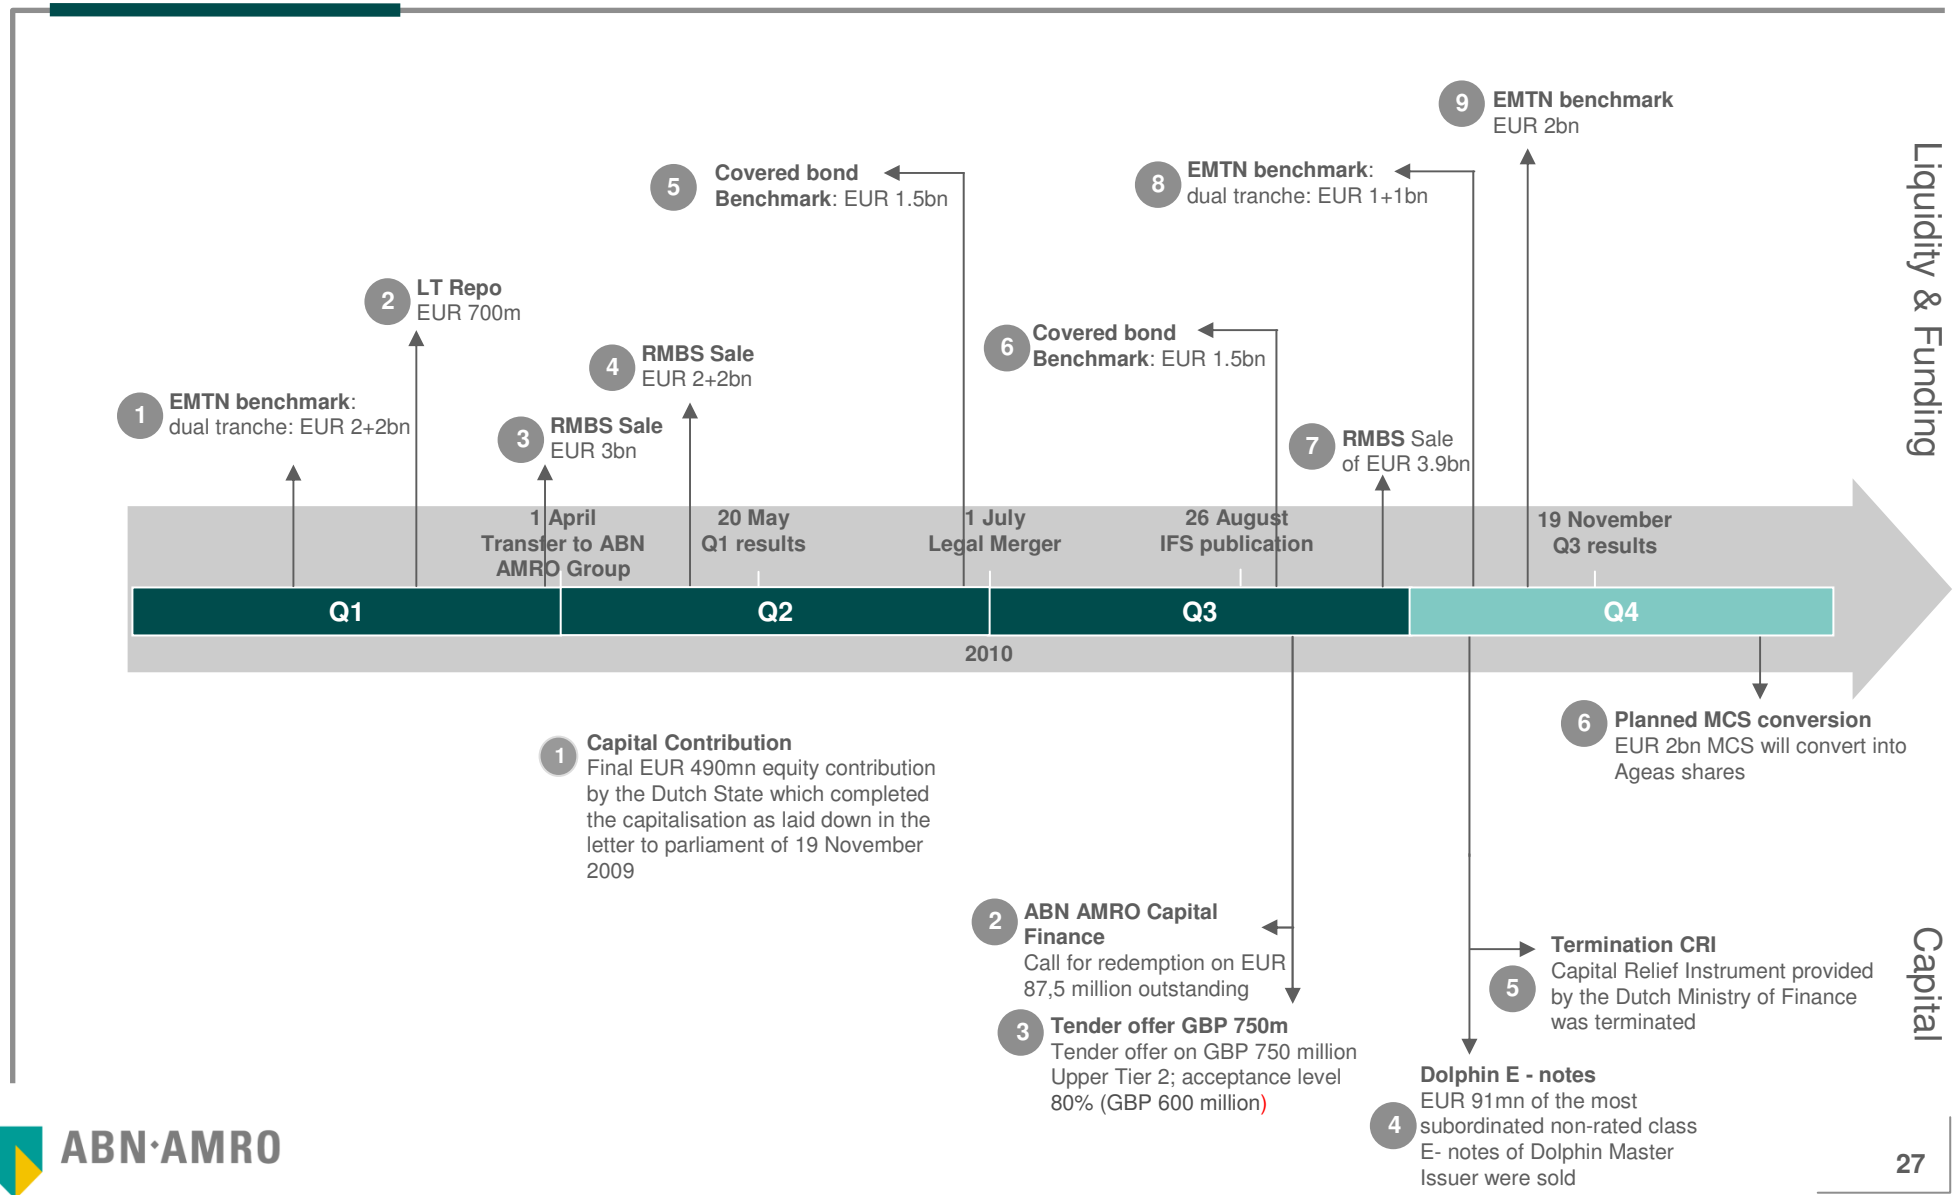 9
EMTN benchmark
EUR 2bn
5
Covered bond
Benchmark: EUR 1.5bn
8
EMTN benchmark:
dual tranche: EUR 1+1bn
2
LT Repo
EUR 700m
6
Covered bond
Benchmark: EUR 1.5bn
4
RMBS Sale
EUR 2+2bn
1
EMTN benchmark:
dual tranche: EUR 2+2bn
3
RMBS Sale
EUR 3bn
7
RMBS Sale
of EUR 3.9bn
Liquidity & Funding
1 April
Transfer to ABN
AMRO Group
20 May
Q1 results
1 July
Legal Merger
26 August
IFS publication
19 November
Q3 results
Q1
Q2
Q3
Q4
2010
1
Capital Contribution
Final EUR 490mn equity contribution
by the Dutch State which completed
the capitalisation as laid down in the
letter to parliament of 19 November
2009
6
Planned MCS conversion
EUR 2bn MCS will convert into
Ageas shares
2
ABN AMRO Capital
Finance
Call for redemption on EUR
87,5 million outstanding
3
Tender offer GBP 750m
Tender offer on GBP 750 million
Upper Tier 2; acceptance level
80% (GBP 600 million)
5
Termination CRI
Capital Relief Instrument provided
by the Dutch Ministry of Finance
was terminated
4
Dolphin E - notes
EUR 91mn of the most
subordinated non-rated class
E- notes of Dolphin Master
Issuer were sold
Capital
ABN·AMRO
27